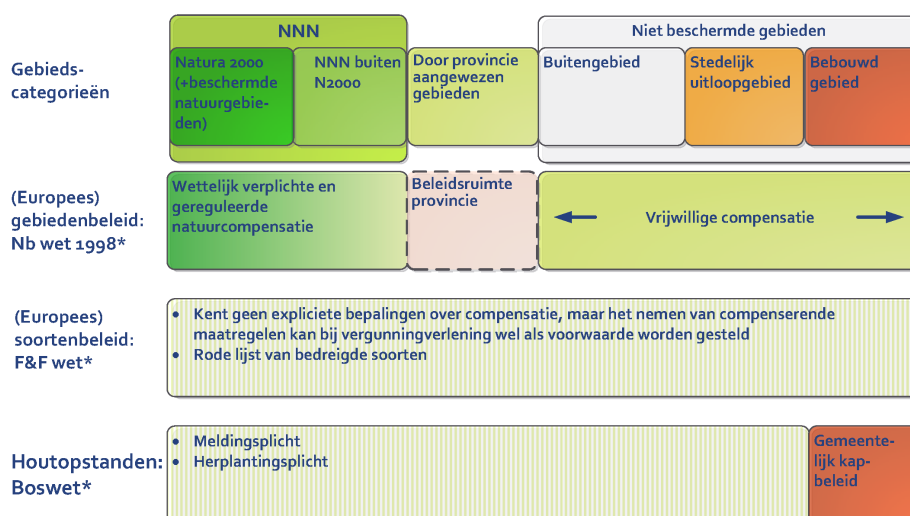 NNN
Niet beschermde gebieden
Gebieds-
categorieën
Natura 2000
(+beschermde
natuurgebie-
den)
NNN buiten
N2000
Door provincie
aangewezen
gebieden
Buitengebied
Stedelijk
uitloopgebied
Bebouwd
gebied
(Europees)
gebiedenbeleid:
Nb wet 1998*
Wettelijk verplichte en
gereguleerde
natuurcompensatie
Beleidsruimte
provincie
Vrijwillige compensatie
(Europees)
soortenbeleid:
F&F wet*
• Kent geen expliciete bepalingen over compensatie, maar het nemen van compenserende
maatregelen kan bij vergunningverlening wel als voorwaarde worden gesteld
• Rode lijst van bedreigde soorten
Houtopstanden:
Boswet*
• Meldingsplicht
• Herplantingsplicht
Gemeente-
lijk kap-
beleid